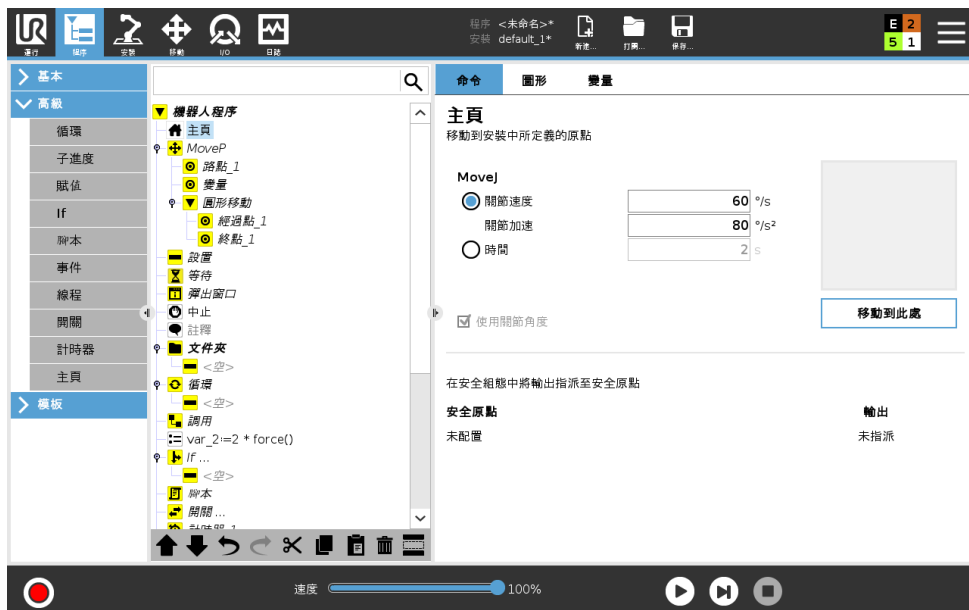 程序 <未命名>*
安裝 default_1*
運行
程序
安裝
移動
I/O
日誌
新建...
打開...
保存...
E 2
5 1
基本
高級
循環
子進度
賦值
If
腳本
事件
線程
開關
計時器
主頁
模板
機器人程序
主頁
MoveP
路點_1
變量
圓形移動
經過點_1
終點_1
設置
等待
彈出窗口
中止
註釋
文件夾
<空>
循環
<空>
調用
var_2≔2 * force()
If ...
<空>
腳本
開關 ...
計時器_1
命令 圖形 變量
主頁
移動到安裝中所定義的原點
MoveJ
關節速度 60 °/s
關節加速 80 °/s²
時間 2 s
使用關節角度
移動到此處
在安全組態中將輸出指派至安全原點
安全原點 輸出
未配置 未指派
速度 100%